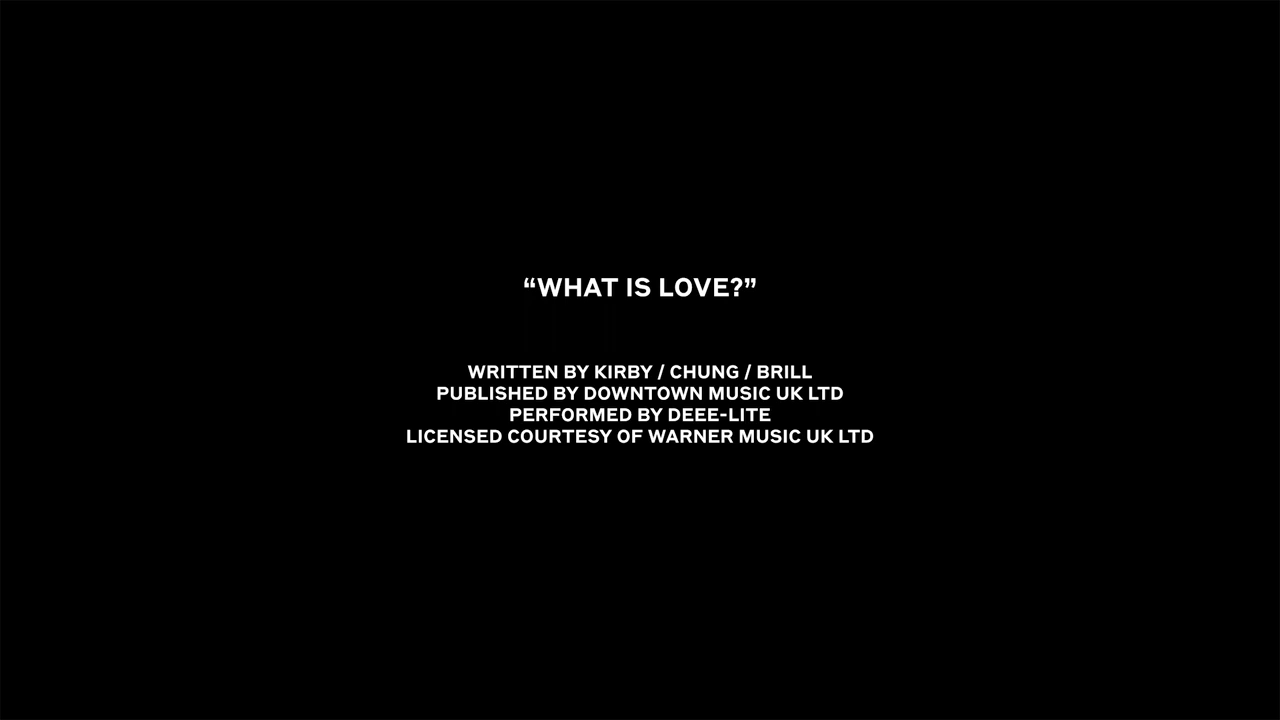 “WHAT IS LOVE?”
WRITTEN BY KIRBY / CHUNG / BRILL
PUBLISHED BY DOWNTOWN MUSIC UK LTD
PERFORMED BY DEEE-LITE
LICENSED COURTESY OF WARNER MUSIC UK LTD